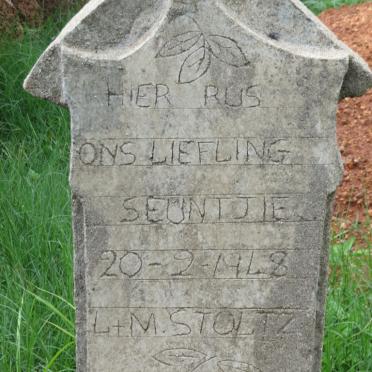 HIER RUS
ONS LIEFLING
SEUNTJIE
20-2-1948
L+M. STOLTZ